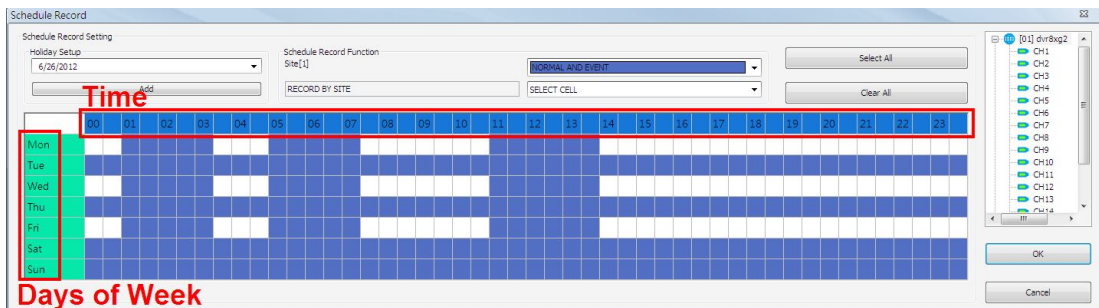 Schedule Record
Schedule Record Setting
Holiday Setup
6/26/2012
Add
Schedule Record Function
Site[1]
RECORD BY SITE
NORMAL AND EVENT
SELECT CELL
Select All
Clear All
Time
00 01 02 03 04 05 06 07 08 09 10 11 12 13 14 15 16 17 18 19 20 21 22 23
Mon
Tue
Wed
Thu
Fri
Sat
Sun
Days of Week
[01] dvr8xg2
CH1
CH2
CH3
CH4
CH5
CH6
CH7
CH8
CH9
CH10
CH11
CH12
CH13
CH14
OK
Cancel